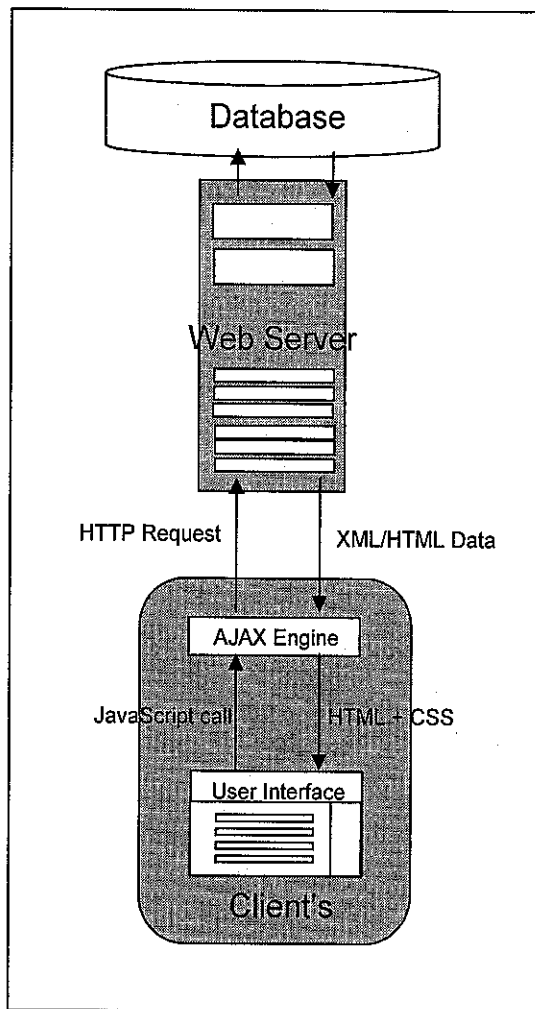 Database
Web Server
HTTP Request
XML/HTML Data
AJAX Engine
JavaScript call
HTML + CSS
User Interface
Client's